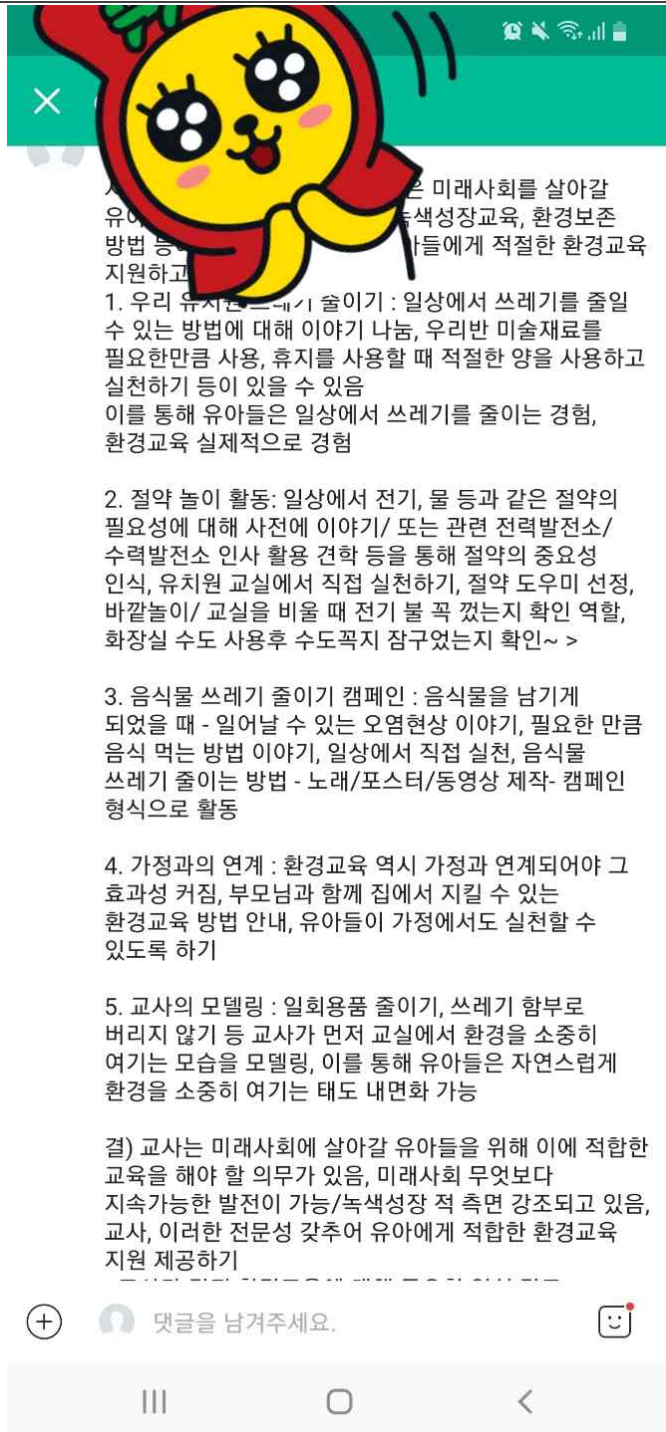 은 미래사회를 살아갈
녹색성장교육, 환경보존
방법 등 아들에게 적절한 환경교육
지원하고
1. 우리 유치원 쓰레기 줄이기 : 일상에서 쓰레기를 줄일
수 있는 방법에 대해 이야기 나눔, 우리반 미술재료를
필요한만큼 사용, 휴지를 사용할 때 적절한 양을 사용하고
실천하기 등이 있을 수 있음
이를 통해 유아들은 일상에서 쓰레기를 줄이는 경험,
환경교육 실제적으로 경험
2. 절약 놀이 활동: 일상에서 전기, 물 등과 같은 절약의
필요성에 대해 사전에 이야기/ 또는 관련 전력발전소/
수력발전소 인사 활용 견학 등을 통해 절약의 중요성
인식, 유치원 교실에서 직접 실천하기, 절약 도우미 선정,
바깥놀이/ 교실을 비울 때 전기 불 꼭 껐는지 확인 역할,
화장실 수도 사용후 수도꼭지 잠구었는지 확인~ >
3. 음식물 쓰레기 줄이기 캠페인 : 음식물을 남기게
되었을 때 - 일어날 수 있는 오염현상 이야기, 필요한 만큼
음식 먹는 방법 이야기, 일상에서 직접 실천, 음식물
쓰레기 줄이는 방법 - 노래/포스터/동영상 제작- 캠페인
형식으로 활동
4. 가정과의 연계 : 환경교육 역시 가정과 연계되어야 그
효과성 커짐, 부모님과 함께 집에서 지킬 수 있는
환경교육 방법 안내, 유아들이 가정에서도 실천할 수
있도록 하기
5. 교사의 모델링 : 일회용품 줄이기, 쓰레기 함부로
버리지 않기 등 교사가 먼저 교실에서 환경을 소중히
여기는 모습을 모델링, 이를 통해 유아들은 자연스럽게
환경을 소중히 여기는 태도 내면화 가능
결) 교사는 미래사회에 살아갈 유아들을 위해 이에 적합한
교육을 해야 할 의무가 있음, 미래사회 무엇보다
지속가능한 발전이 가능/녹색성장 적 측면 강조되고 있음,
교사, 이러한 전문성 갖추어 유아에게 적합한 환경교육
지원 제공하기
댓글을 남겨주세요.